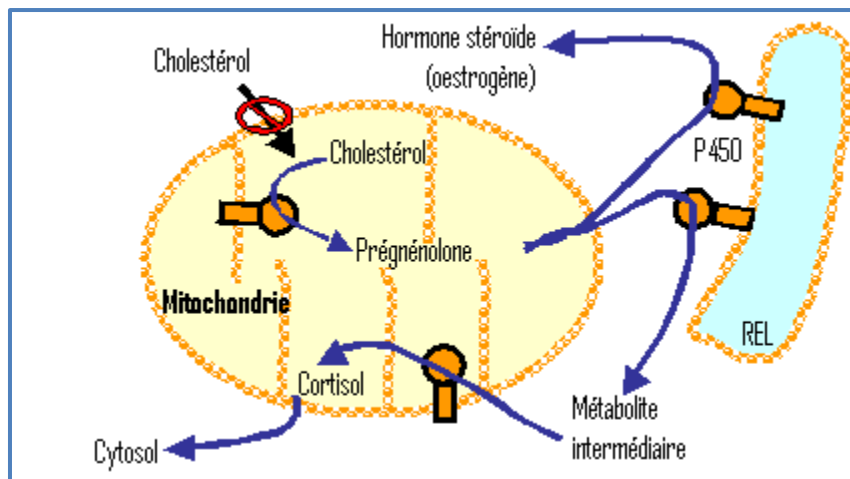 Hormone stéroïde
(oestrogène)
Cholestérol
Cholestérol
P450
Prégnénolone
Mitochondrie
REL
Cortisol
Métabolite
intermédiaire
Cytosol